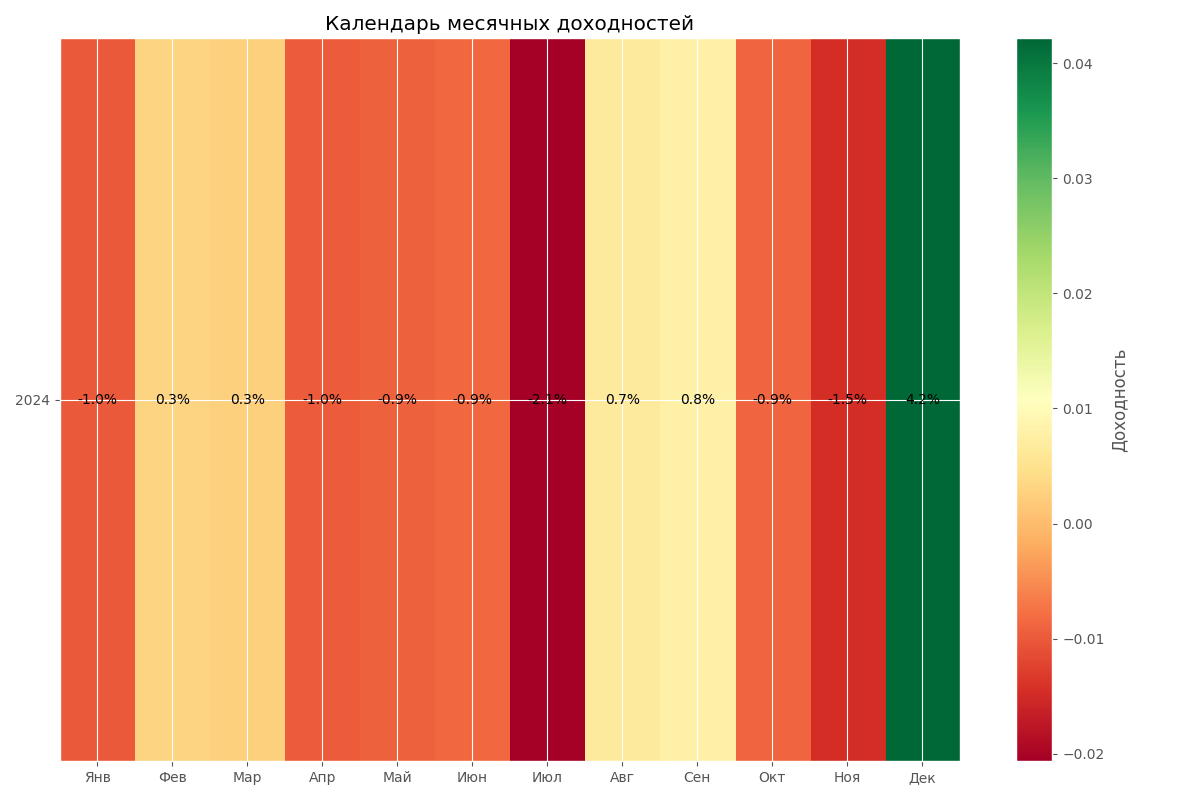 Календарь месячных доходностей
2024
-1.0% 0.3% 0.3% -1.0% -0.9% -0.9% -2.1% 0.7% 0.8% -0.9% -1.5% 4.2%
Янв Фев Мар Апр Май Июн Июл Авг Сен Окт Ноя Дек
0.04
0.03
0.02
0.01
0.00
−0.01
−0.02
Доходность